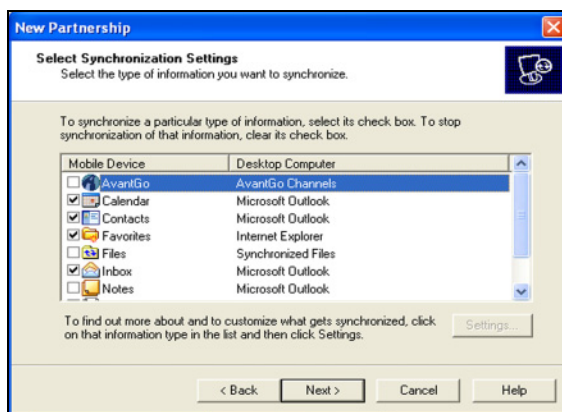 New Partnership
Select Synchronization Settings
Select the type of information you want to synchronize.
To synchronize a particular type of information, select its check box. To stop
synchronization of that information, clear its check box.
Mobile Device Desktop Computer
AvantGo AvantGo Channels
Calendar Microsoft Outlook
Contacts Microsoft Outlook
Favorites Internet Explorer
Files Synchronized Files
Inbox Microsoft Outlook
Notes Microsoft Outlook
To find out more about and to customize what gets synchronized, click
on that information type in the list and then click Settings.
Settings...
< Back Next > Cancel Help